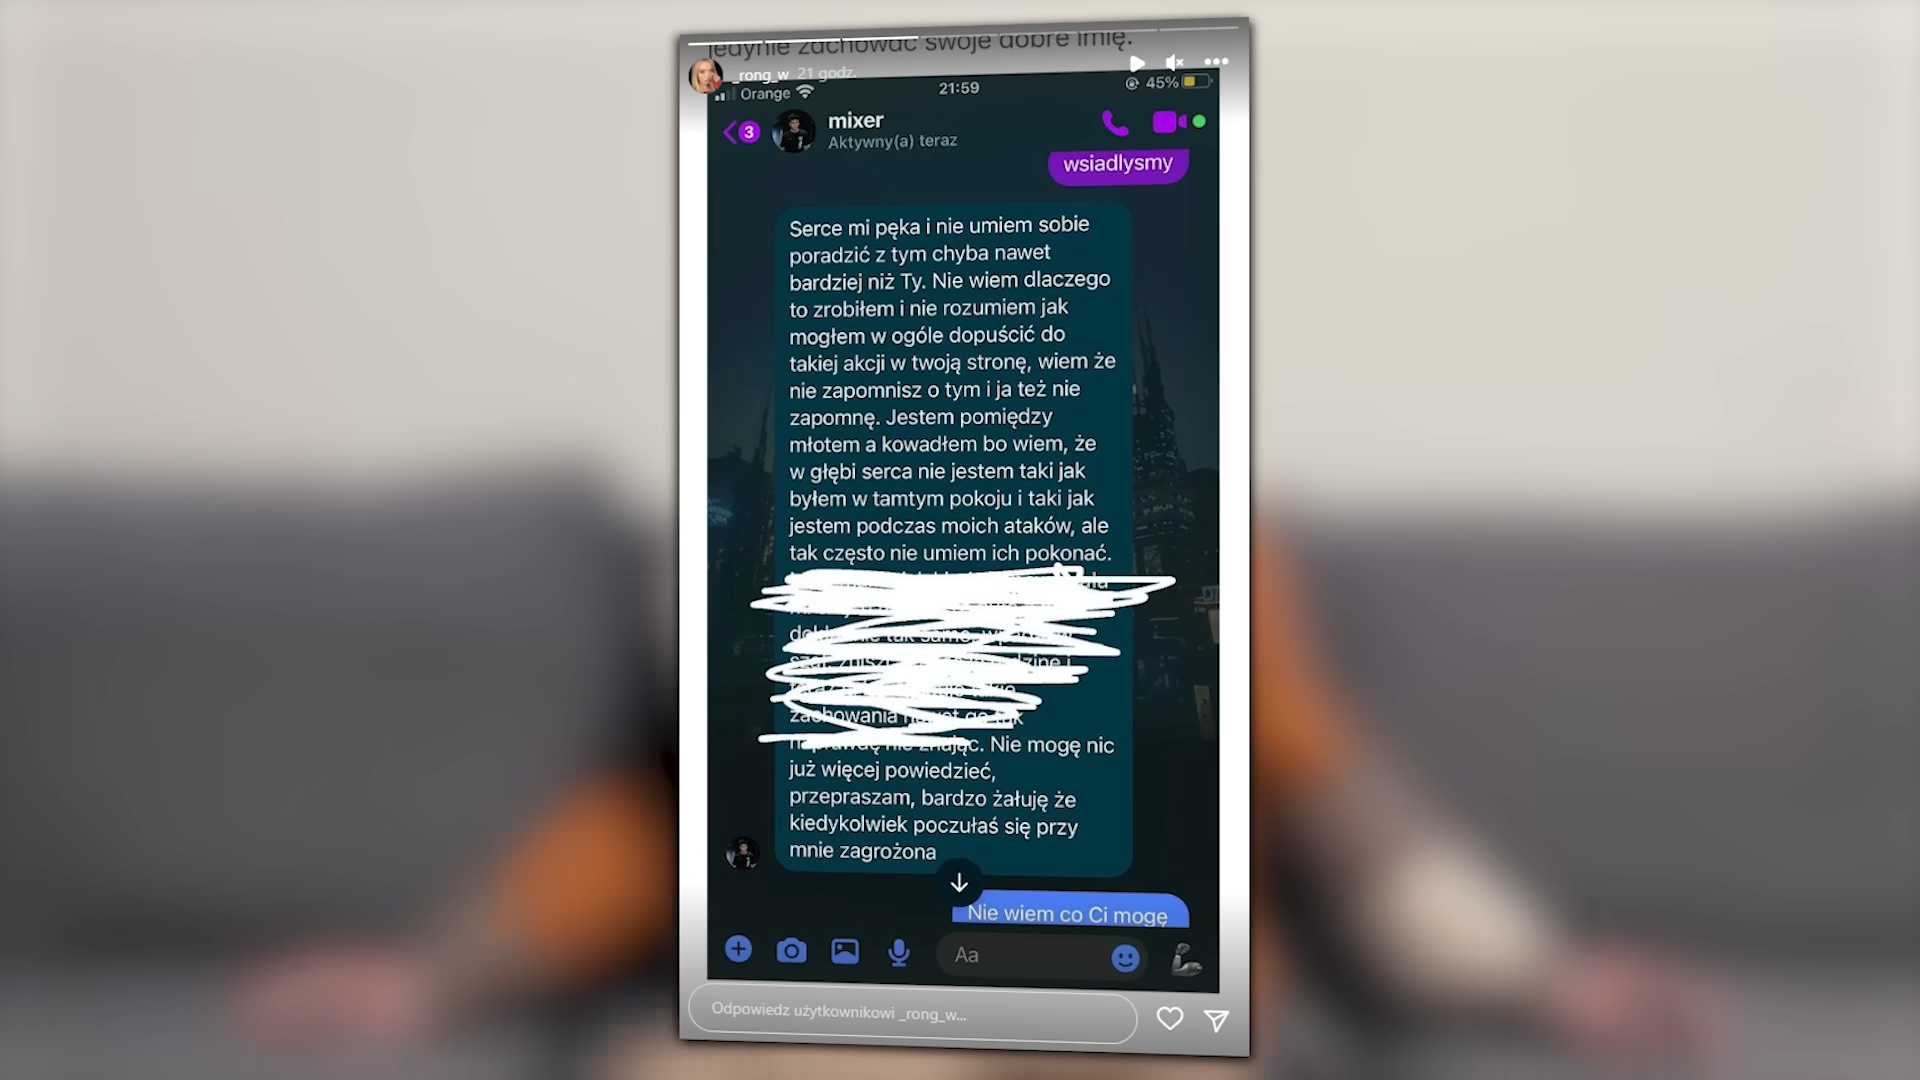 jedynie zachować swoje dobre imię.
_rong_w 21 godz.
Orange 21:59 45%
3 mixer
Aktywny(a) teraz
wsiadlysmy
Serce mi pęka i nie umiem sobie
poradzić z tym chyba nawet
bardziej niż Ty. Nie wiem dlaczego
to zrobiłem i nie rozumiem jak
mogłem w ogóle dopuścić do
takiej akcji w twoją stronę, wiem że
nie zapomnisz o tym i ja też nie
zapomnę. Jestem pomiędzy
młotem a kowadłem bo wiem, że
w głębi serca nie jestem taki jak
byłem w tamtym pokoju i taki jak
jestem podczas moich ataków, ale
tak często nie umiem ich pokonać.
tak samo,
zachowania
naprawdę nie znając. Nie mogę nic
już więcej powiedzieć,
przepraszam, bardzo żałuję że
kiedykolwiek poczułaś się przy
mnie zagrożona
Nie wiem co Ci mogę
Aa
Odpowiedz użytkownikowi _rong_w...